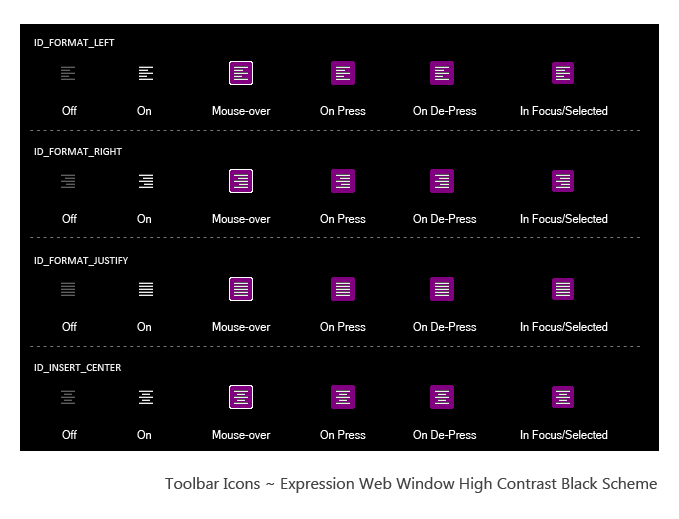 ID_FORMAT_LEFT
Off On Mouse-over On Press On De-Press In Focus/Selected
ID_FORMAT_RIGHT
Off On Mouse-over On Press On De-Press In Focus/Selected
ID_FORMAT_JUSTIFY
Off On Mouse-over On Press On De-Press In Focus/Selected
ID_INSERT_CENTER
Off On Mouse-over On Press On De-Press In Focus/Selected
Toolbar Icons ~ Expression Web Window High Contrast Black Scheme